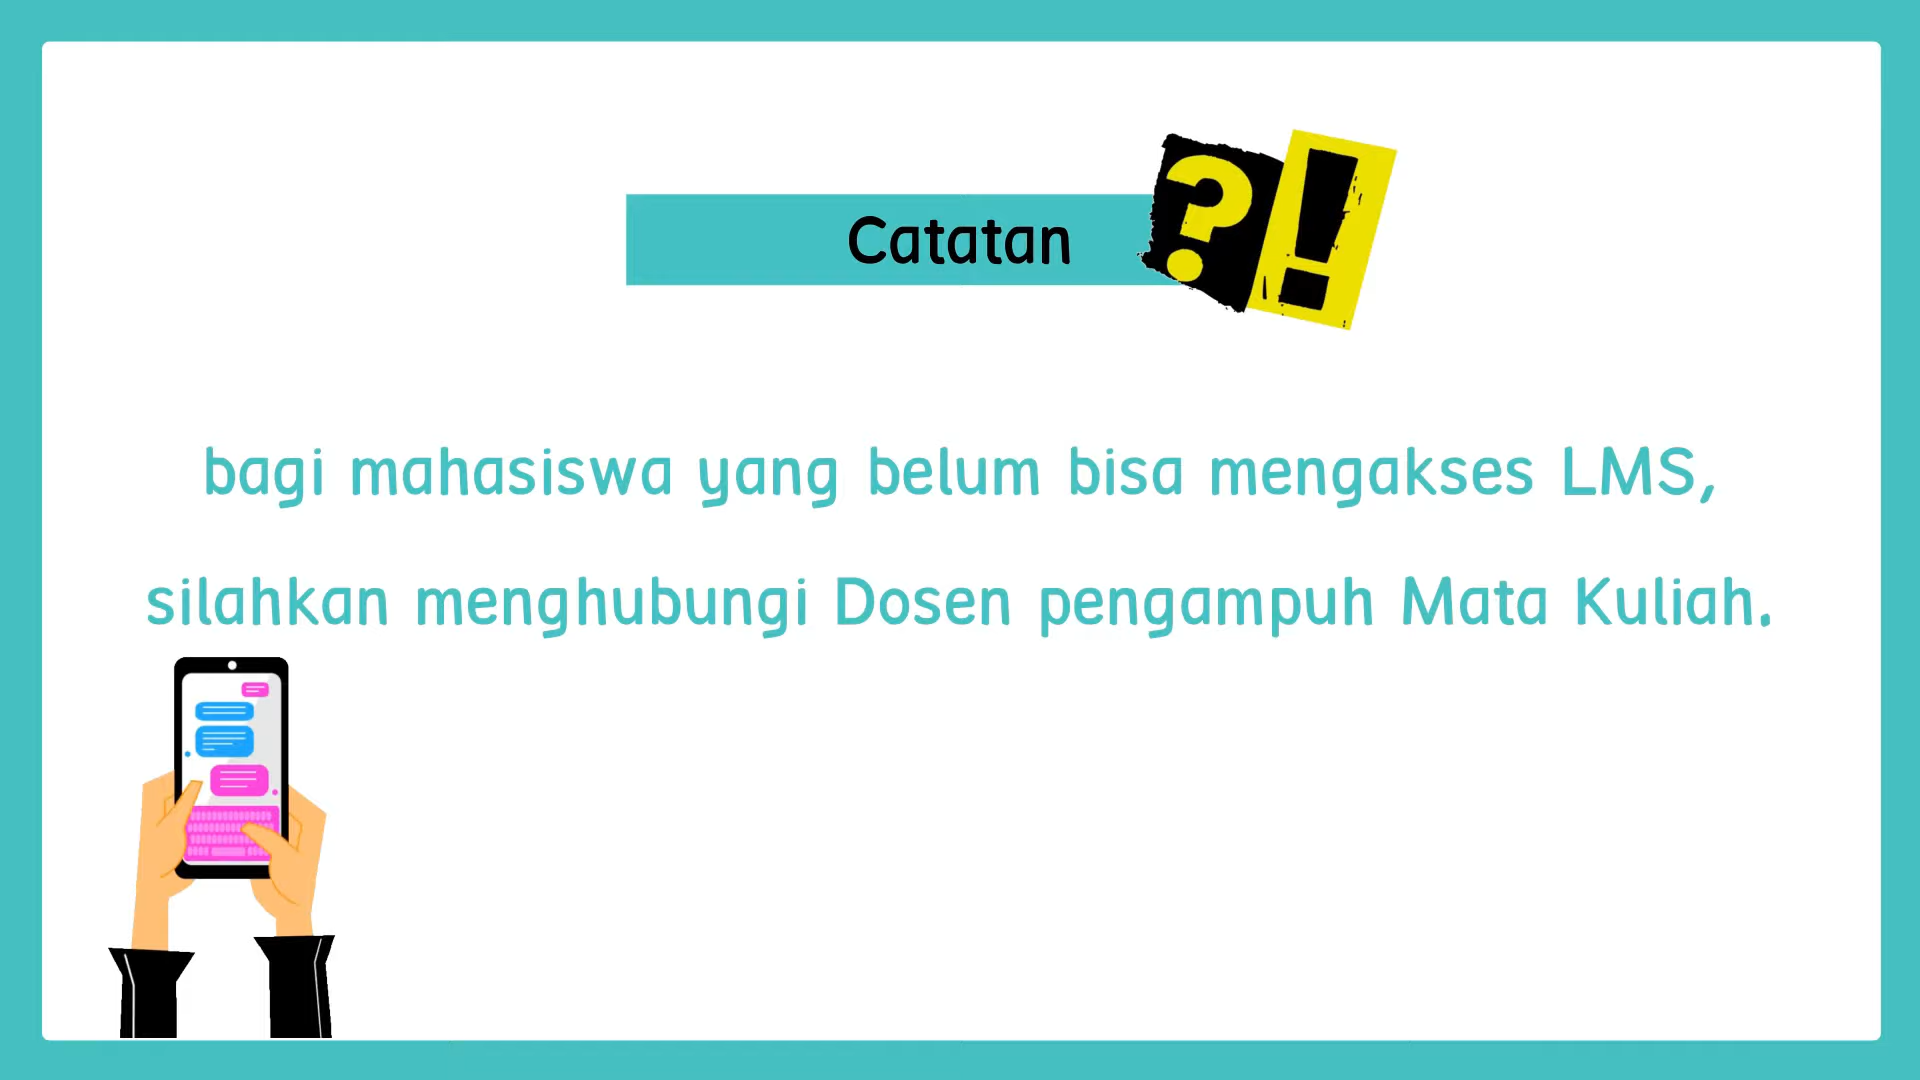 Catatan
?!
bagi mahasiswa yang belum bisa mengakses LMS,
silahkan menghubungi Dosen pengampuh Mata Kuliah.